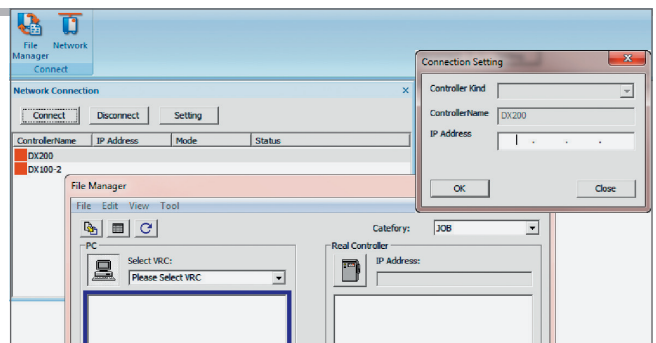 File Manager
Network
Connect
Network Connection
Connect Disconnect Setting
ControlerName IP Address Mode Status
DX200
DX100-2
Connection Setting
Controller Kind
ControllerName DX200
IP Address . . .
OK Close
File Manager
File Edit View Tool
Catefory: JOB
PC
Select VRC:
Please Select VRC
Real Controller
IP Address: